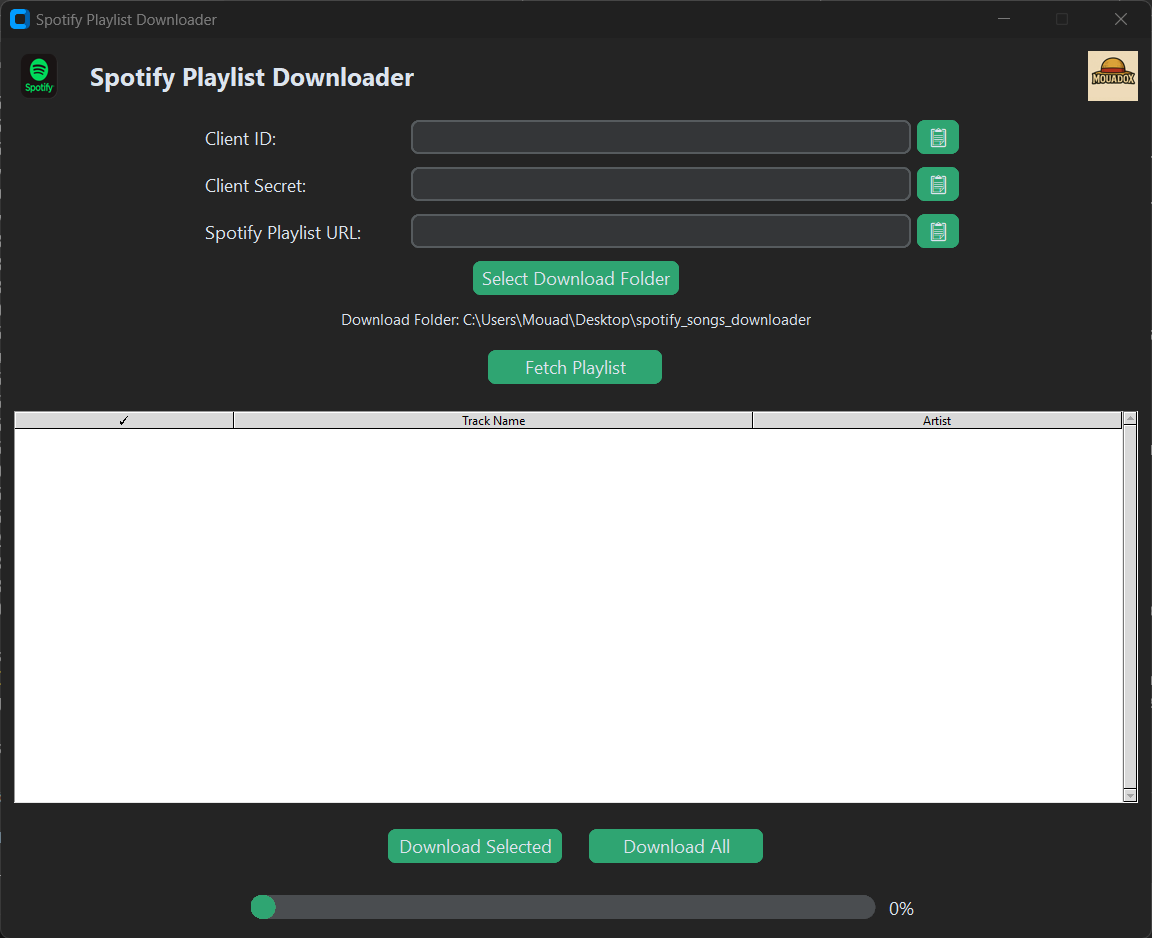 Spotify Playlist Downloader
Spotify
Spotify Playlist Downloader
MOUADOX
Client ID:
Client Secret:
Spotify Playlist URL:
Select Download Folder
Download Folder: C:\Users\Mouad\Desktop\spotify_songs_downloader
Fetch Playlist
✓ Track Name Artist
Download Selected Download All
0%